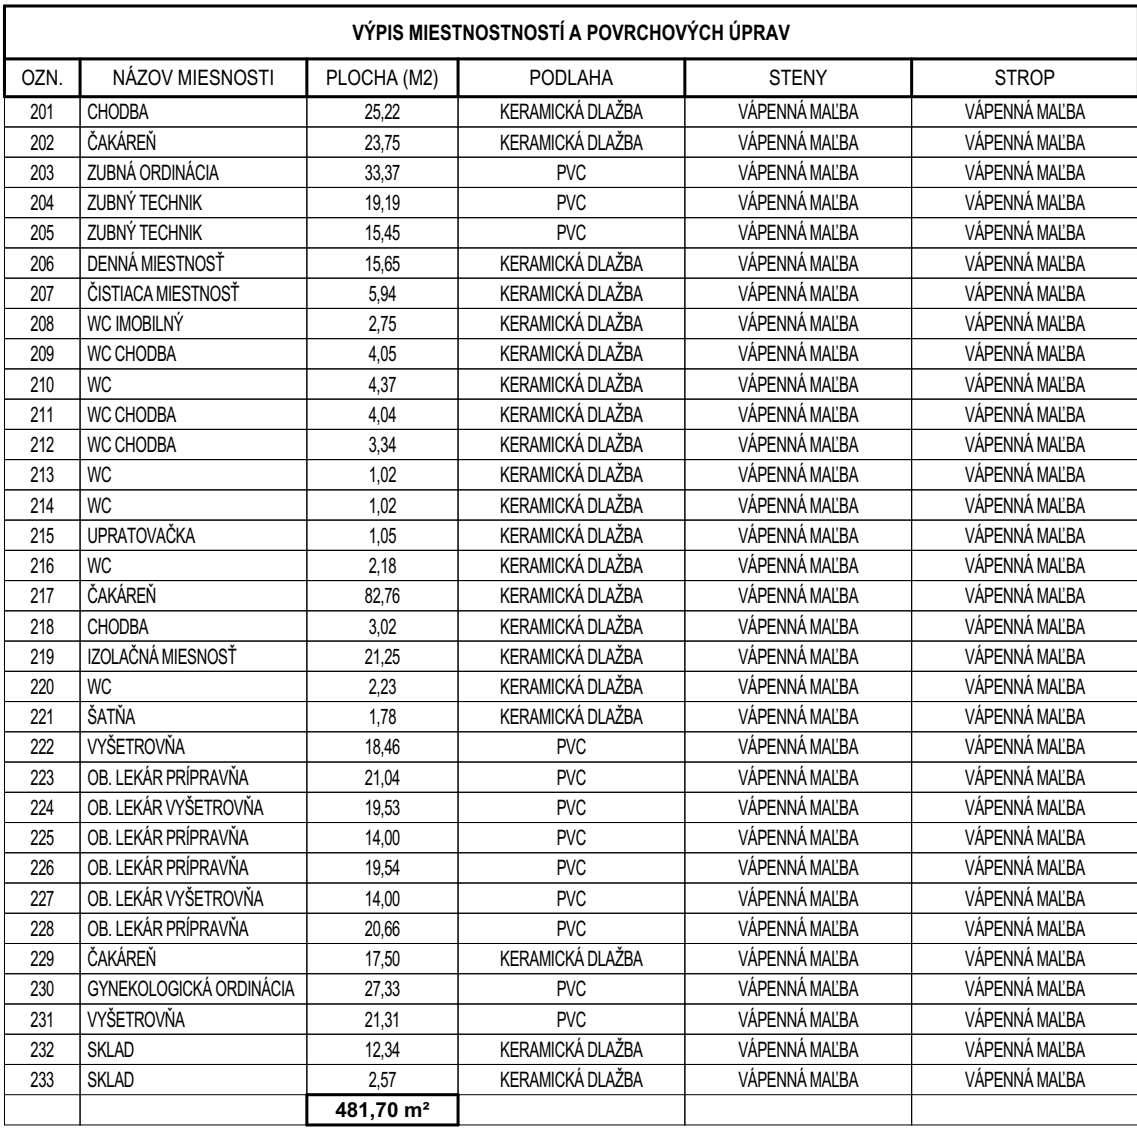 VÝPIS MIESTNOSTNOSTÍ A POVRCHOVÝCH ÚPRAV
OZN. NÁZOV MIESNOSTI PLOCHA (M2) PODLAHA STENY STROP
201 CHODBA 25,22 KERAMICKÁ DLAŽBA VÁPENNÁ MAĽBA VÁPENNÁ MAĽBA
202 ČAKÁREŇ 23,75 KERAMICKÁ DLAŽBA VÁPENNÁ MAĽBA VÁPENNÁ MAĽBA
203 ZUBNÁ ORDINÁCIA 33,37 PVC VÁPENNÁ MAĽBA VÁPENNÁ MAĽBA
204 ZUBNÝ TECHNIK 19,19 PVC VÁPENNÁ MAĽBA VÁPENNÁ MAĽBA
205 ZUBNÝ TECHNIK 15,45 PVC VÁPENNÁ MAĽBA VÁPENNÁ MAĽBA
206 DENNÁ MIESTNOSŤ 15,65 KERAMICKÁ DLAŽBA VÁPENNÁ MAĽBA VÁPENNÁ MAĽBA
207 ČISTIACA MIESTNOSŤ 5,94 KERAMICKÁ DLAŽBA VÁPENNÁ MAĽBA VÁPENNÁ MAĽBA
208 WC IMOBILNÝ 2,75 KERAMICKÁ DLAŽBA VÁPENNÁ MAĽBA VÁPENNÁ MAĽBA
209 WC CHODBA 4,05 KERAMICKÁ DLAŽBA VÁPENNÁ MAĽBA VÁPENNÁ MAĽBA
210 WC 4,37 KERAMICKÁ DLAŽBA VÁPENNÁ MAĽBA VÁPENNÁ MAĽBA
211 WC CHODBA 4,04 KERAMICKÁ DLAŽBA VÁPENNÁ MAĽBA VÁPENNÁ MAĽBA
212 WC CHODBA 3,34 KERAMICKÁ DLAŽBA VÁPENNÁ MAĽBA VÁPENNÁ MAĽBA
213 WC 1,02 KERAMICKÁ DLAŽBA VÁPENNÁ MAĽBA VÁPENNÁ MAĽBA
214 WC 1,02 KERAMICKÁ DLAŽBA VÁPENNÁ MAĽBA VÁPENNÁ MAĽBA
215 UPRATOVAČKA 1,05 KERAMICKÁ DLAŽBA VÁPENNÁ MAĽBA VÁPENNÁ MAĽBA
216 WC 2,18 KERAMICKÁ DLAŽBA VÁPENNÁ MAĽBA VÁPENNÁ MAĽBA
217 ČAKÁREŇ 82,76 KERAMICKÁ DLAŽBA VÁPENNÁ MAĽBA VÁPENNÁ MAĽBA
218 CHODBA 3,02 KERAMICKÁ DLAŽBA VÁPENNÁ MAĽBA VÁPENNÁ MAĽBA
219 IZOLAČNÁ MIESNOSŤ 21,25 KERAMICKÁ DLAŽBA VÁPENNÁ MAĽBA VÁPENNÁ MAĽBA
220 WC 2,23 KERAMICKÁ DLAŽBA VÁPENNÁ MAĽBA VÁPENNÁ MAĽBA
221 ŠATŇA 1,78 KERAMICKÁ DLAŽBA VÁPENNÁ MAĽBA VÁPENNÁ MAĽBA
222 VYŠETROVŇA 18,46 PVC VÁPENNÁ MAĽBA VÁPENNÁ MAĽBA
223 OB. LEKÁR PRÍPRAVŇA 21,04 PVC VÁPENNÁ MAĽBA VÁPENNÁ MAĽBA
224 OB. LEKÁR VYŠETROVŇA 19,53 PVC VÁPENNÁ MAĽBA VÁPENNÁ MAĽBA
225 OB. LEKÁR PRÍPRAVŇA 14,00 PVC VÁPENNÁ MAĽBA VÁPENNÁ MAĽBA
226 OB. LEKÁR PRÍPRAVŇA 19,54 PVC VÁPENNÁ MAĽBA VÁPENNÁ MAĽBA
227 OB. LEKÁR VYŠETROVŇA 14,00 PVC VÁPENNÁ MAĽBA VÁPENNÁ MAĽBA
228 OB. LEKÁR PRÍPRAVŇA 20,66 PVC VÁPENNÁ MAĽBA VÁPENNÁ MAĽBA
229 ČAKÁREŇ 17,50 KERAMICKÁ DLAŽBA VÁPENNÁ MAĽBA VÁPENNÁ MAĽBA
230 GYNEKOLOGICKÁ ORDINÁCIA 27,33 PVC VÁPENNÁ MAĽBA VÁPENNÁ MAĽBA
231 VYŠETROVŇA 21,31 PVC VÁPENNÁ MAĽBA VÁPENNÁ MAĽBA
232 SKLAD 12,34 KERAMICKÁ DLAŽBA VÁPENNÁ MAĽBA VÁPENNÁ MAĽBA
233 SKLAD 2,57 KERAMICKÁ DLAŽBA VÁPENNÁ MAĽBA VÁPENNÁ MAĽBA
481,70 m²